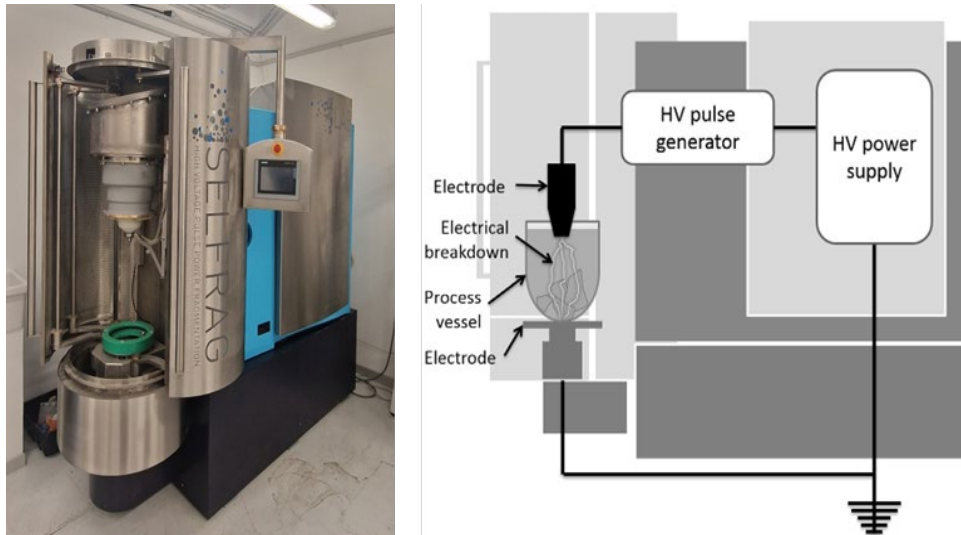 SELFRAG
HIGH VOLTAGE PULSE POWER FRAGMENTATION
HV pulse
generator
HV power
supply
Electrode
Electrical
breakdown
Process
vessel
Electrode